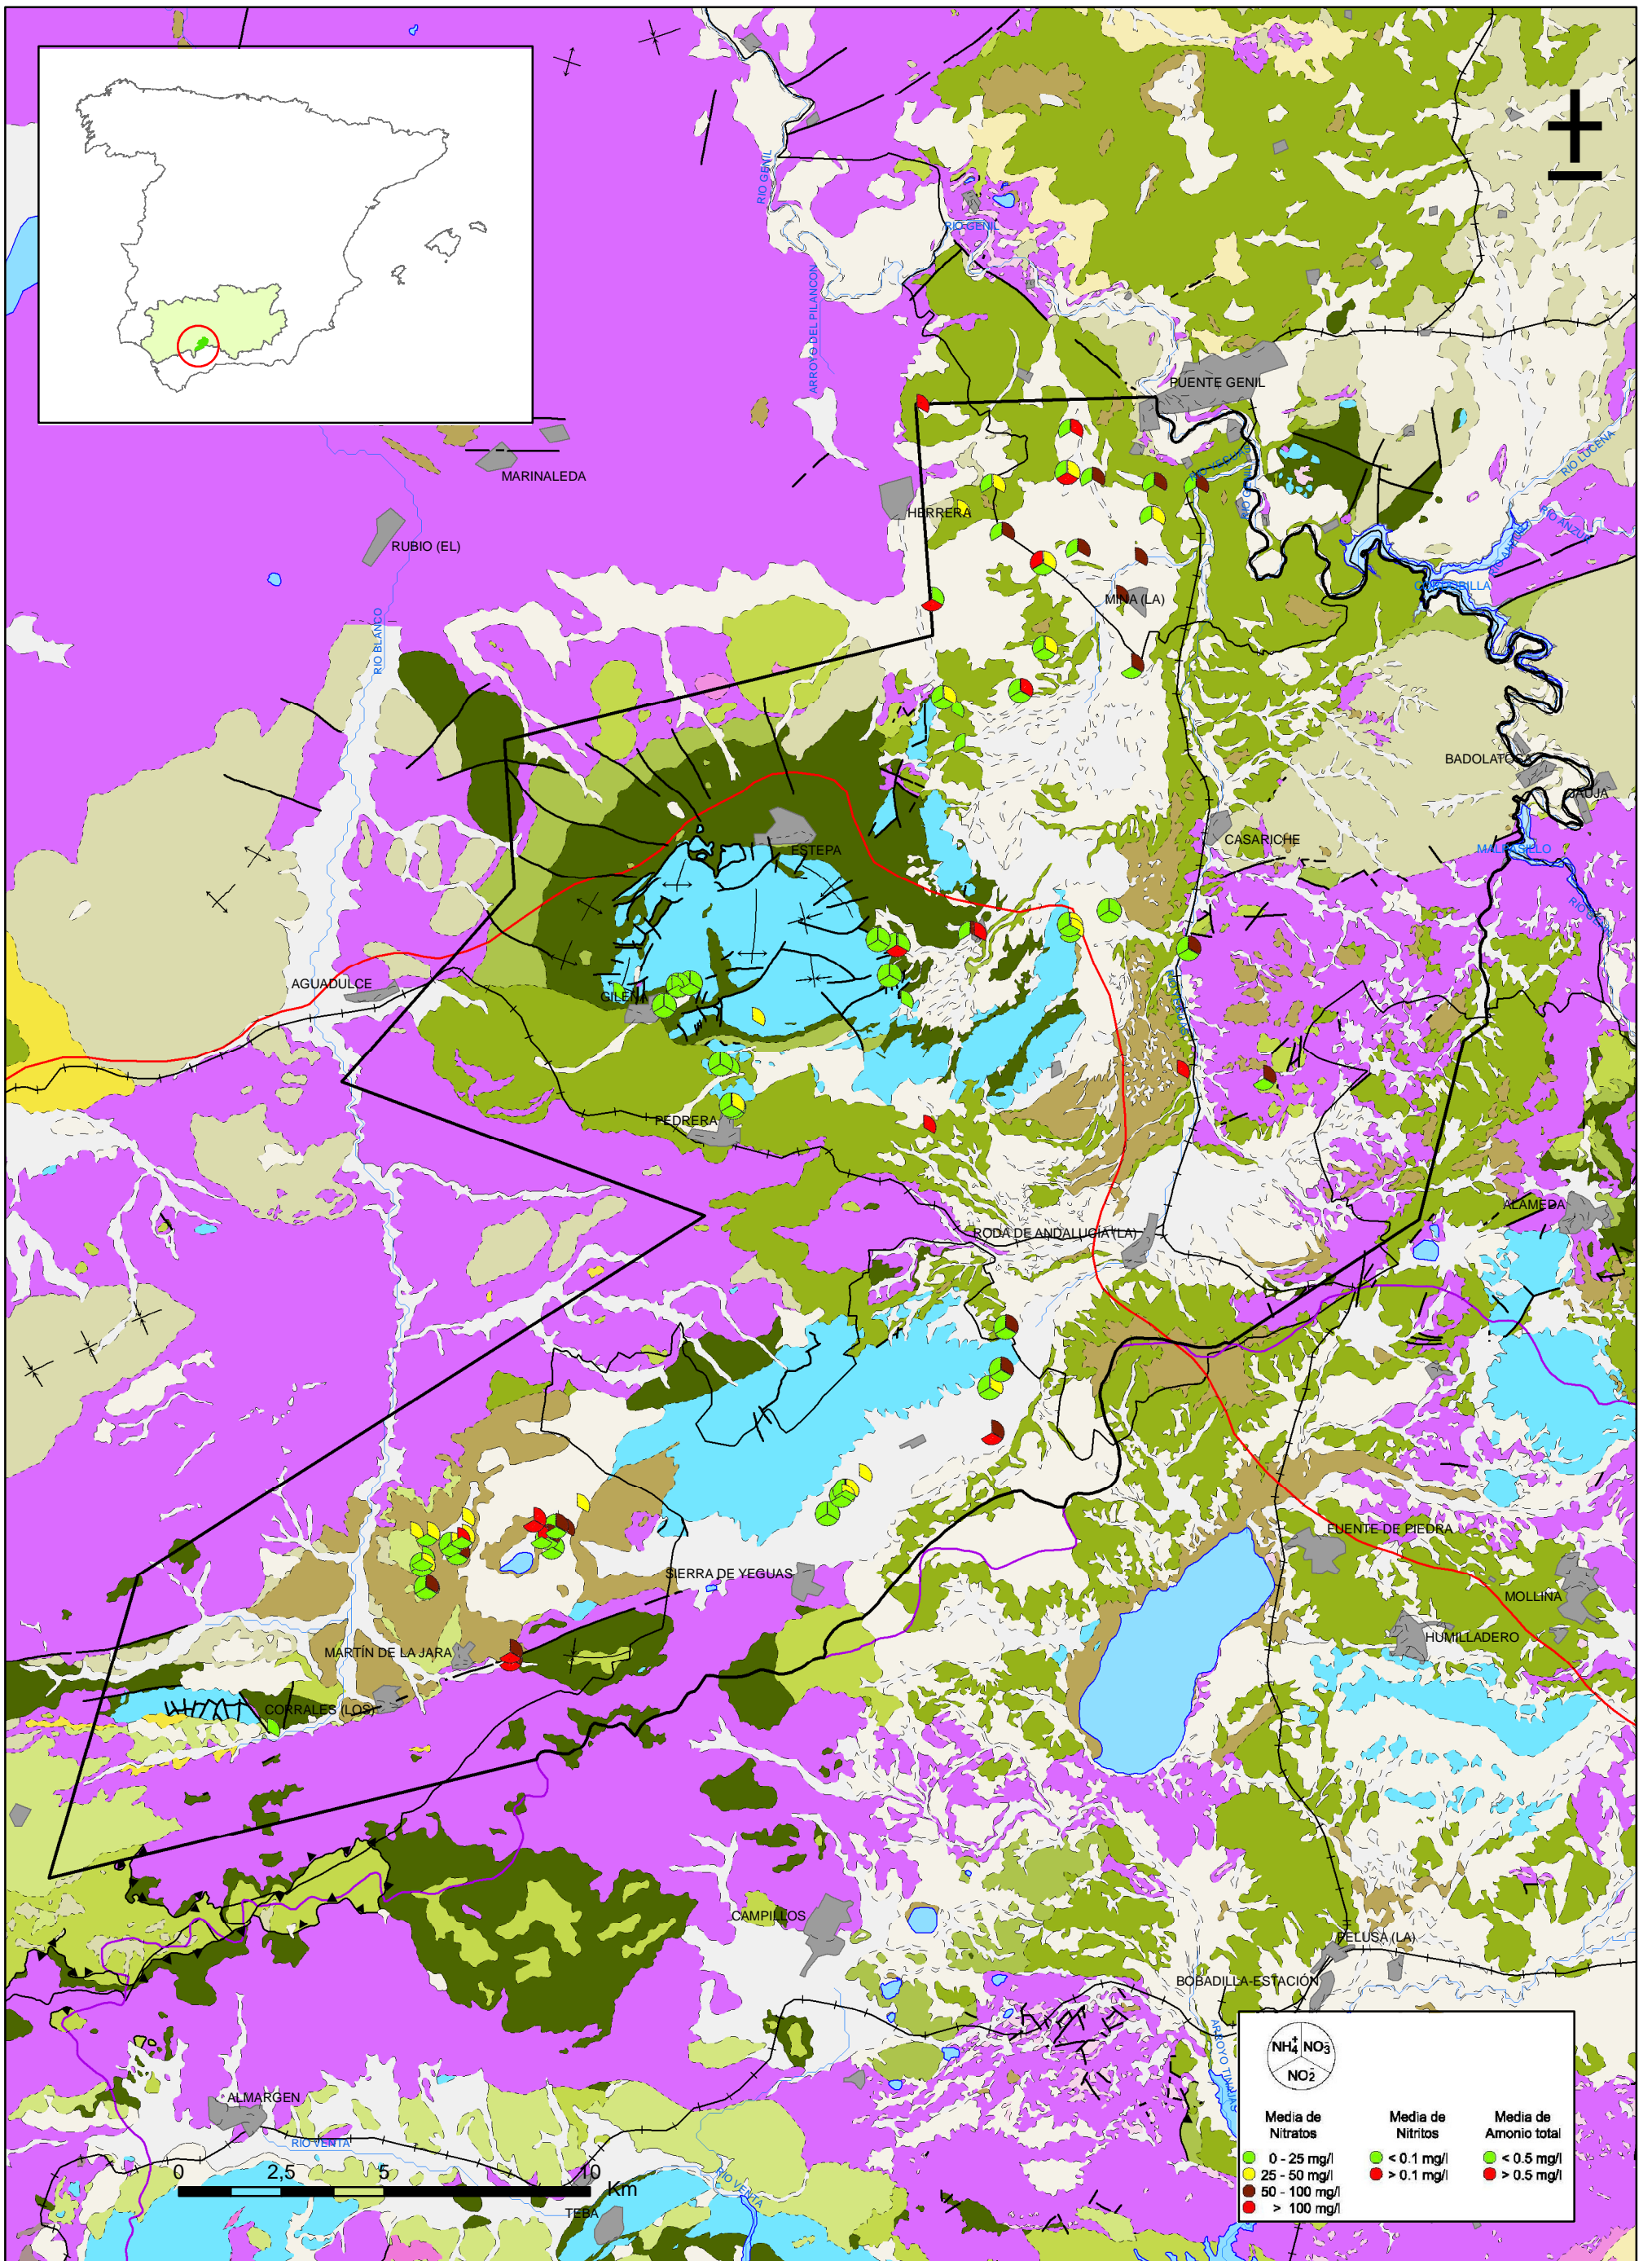 RIO GENIL
RIO GENIL
ARROYO DEL PILANCON
PUENTE GENIL
RIO LUCENA
MARINALEDA
RIO YEGUAS
HERRERA
RIO ANZUR
RUBIO (EL)
MINA (LA)
RIO BLANCO
BADOLATOSA
CASARICHE
ESTEPA
MALPASILLO
AGUADULCE
GILENA
PEDRERA
ALAMEDA
RODA DE ANDALUCÍA (LA)
FUENTE DE PIEDRA
SIERRA DE YEGUAS
MOLLINA
HUMILLADERO
MARTÍN DE LA JARA
CORRALES (LOS)
CAMPILLOS
PELUSA (LA)
BOBADILLA-ESTACIÓN
ARROYO TINAJAS
ALMARGEN
RIO VENTA
RIO VENTA
TEBA
0 2,5 5 10
Km
NH4+ NO3-
NO2-
Media de Nitratos
0 - 25 mg/l
25 - 50 mg/l
50 - 100 mg/l
> 100 mg/l
Media de Nitritos
< 0.1 mg/l
> 0.1 mg/l
Media de Amonio total
< 0.5 mg/l
> 0.5 mg/l